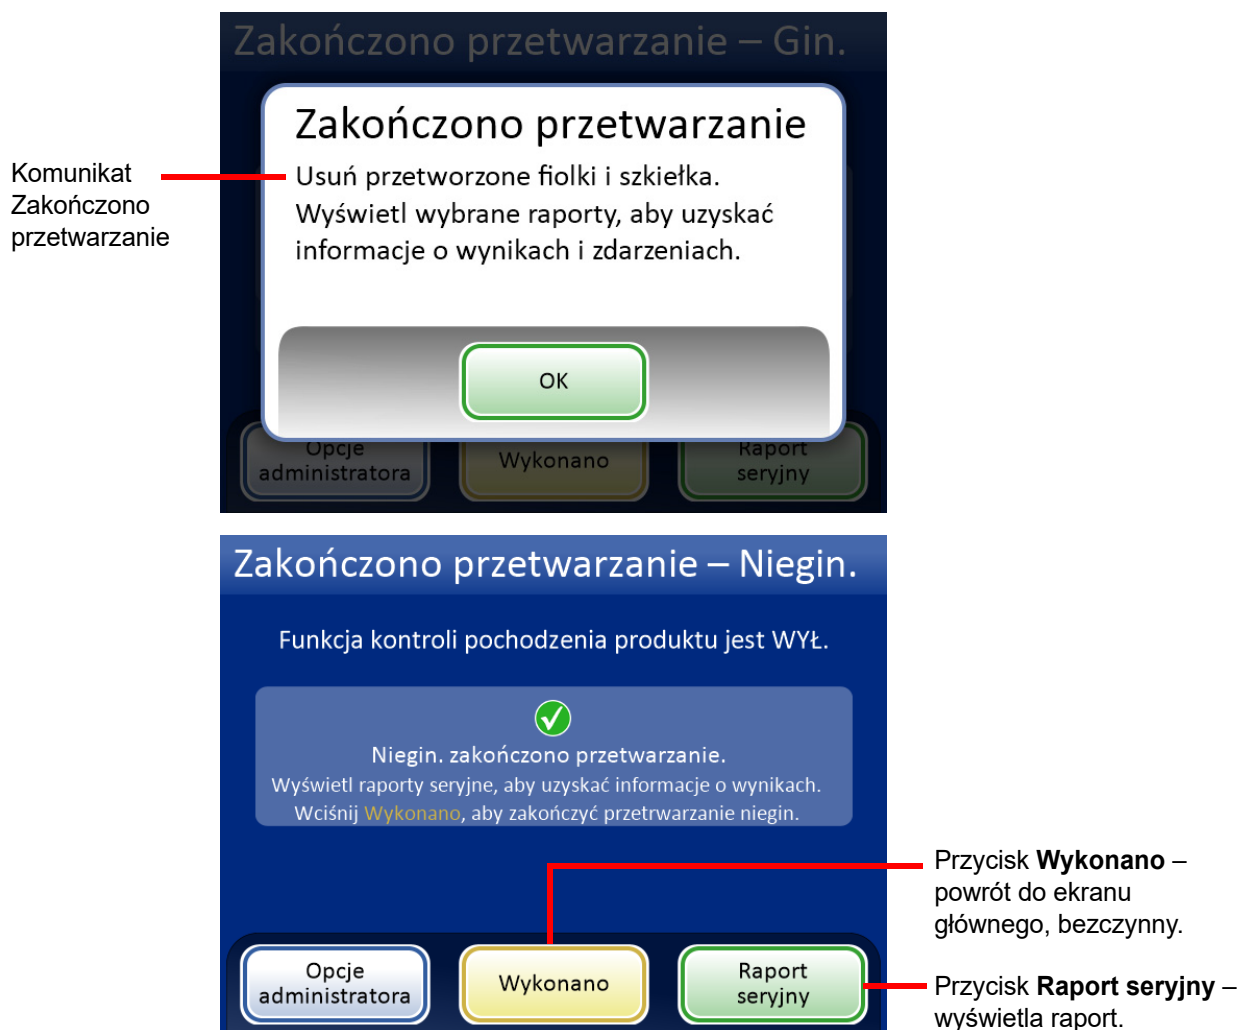 Zakończono przetwarzanie – Gin.
Zakończono przetwarzanie
Usuń przetworzone fiolki i szkiełka.
Wyświetl wybrane raporty, aby uzyskać
informacje o wynikach i zdarzeniach.
OK
Komunikat
Zakończono
przetwarzanie
Opcje
administratora
Wykonano
Raport
seryjny
Zakończono przetwarzanie – Niegin.
Funkcja kontroli pochodzenia produktu jest WYŁ.
Niegin. zakończono przetwarzanie.
Wyświetl raporty seryjne, aby uzyskać informacje o wynikach.
Wciśnij Wykonano, aby zakończyć przetrwarzanie niegin.
Opcje
administratora
Wykonano
Raport
seryjny
Przycisk Wykonano –
powrót do ekranu
głównego, bezczynny.
Przycisk Raport seryjny –
wyświetla raport.